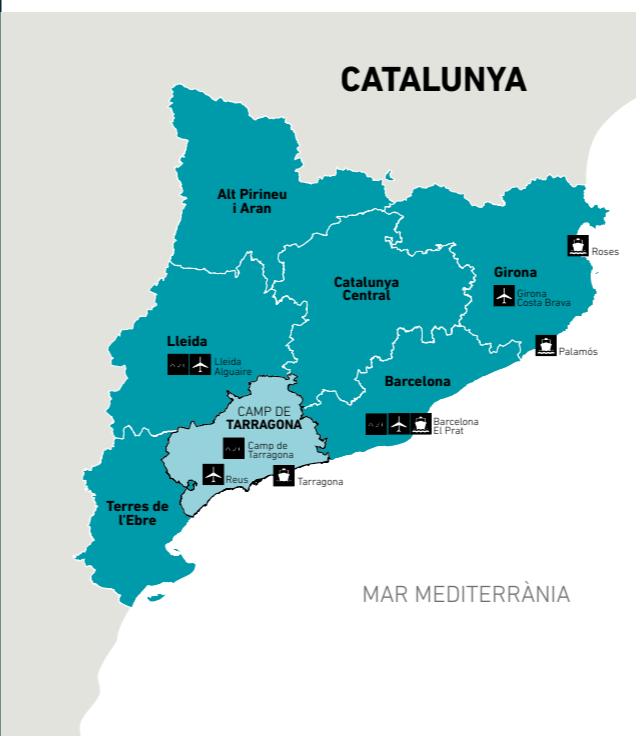 CATALUNYA
Alt Pirineu
i Aran
Roses
Girona
Girona
Costa Brava
Catalunya
Central
Palamós
Lleida
Lleida
Alguaire
Barcelona
CAMP DE
TARRAGONA
Barcelona
El Prat
Camp de
Tarragona
Reus
Tarragona
Terres de
l'Ebre
MAR MEDITERRÀNIA